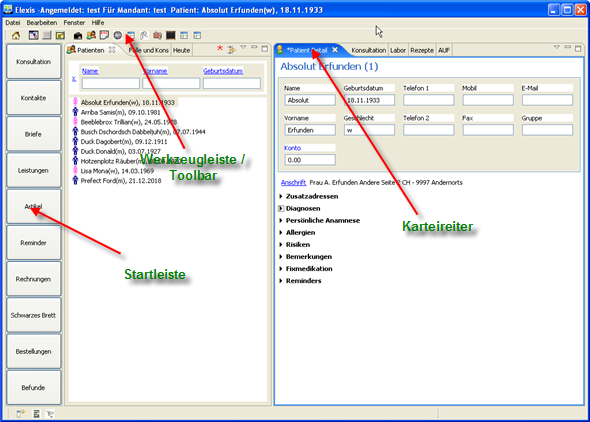 Elexis -Angemeldet: test Für Mandant: test Patient: Absolut Erfunden(w), 18.11.1933
Datei Bearbeiten Fenster Hilfe
Konsultation
Kontakte
Briefe
Leistungen
Artikel
Reminder
Rechnungen
Schwarzes Brett
Bestellungen
Befunde
Patienten Fälle und Kons Heute
Name Vorname Geburtsdatum
x
Absolut Erfunden(w), 18.11.1933
Arriba Samis(m), 09.10.1981
Beeblebrox Trillian(w), 24.05.1978
Busch Dschordsch Dabbeljuh(m), 07.07.1944
Duck Dagobert(m), 09.12.1911
Duck Donald(m), 03.07.1927
Hotzenplotz Räuber(m),
Lisa Mona(w), 14.03.1969
Prefect Ford(m), 21.12.2018
Werkzeugleiste /
Toolbar
Startleiste
*Patient Detail Konsultation Labor Rezepte AUF
Absolut Erfunden (1)
Name Geburtsdatum Telefon 1 Mobil E-Mail
Absolut 18.11.1933
Vorname Geschlecht Telefon 2 Fax Gruppe
Erfunden w
Konto
0.00
Anschrift Frau A. Erfunden Andere Seite 2 CH - 9997 Andernorts
Zusatzadressen
Diagnosen
Persönliche Anamnese
Allergien
Risiken
Bemerkungen
Fixmedikation
Reminders
Karteireiter